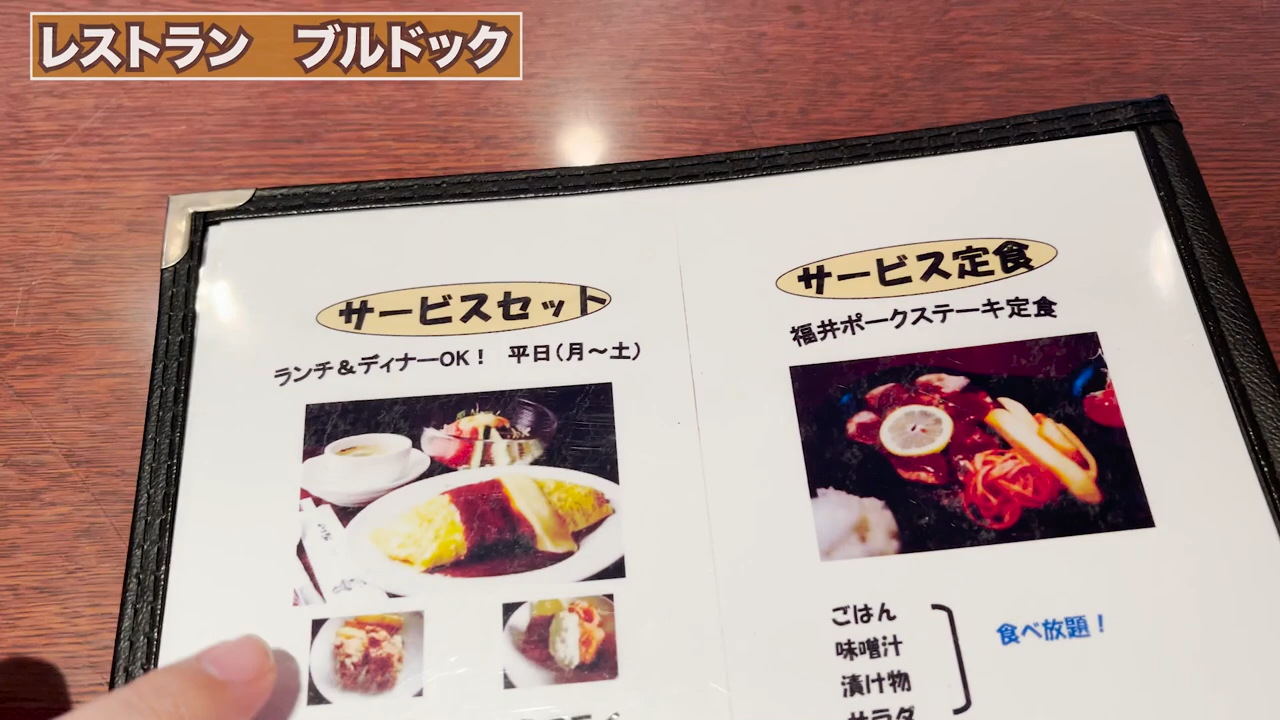 レストラン　ブルドック
サービスセット
ランチ＆ディナーOK！　平日（月～土）
サービス定食
福井ポークステーキ定食
ごはん
味噌汁
漬け物
サラダ
食べ放題！